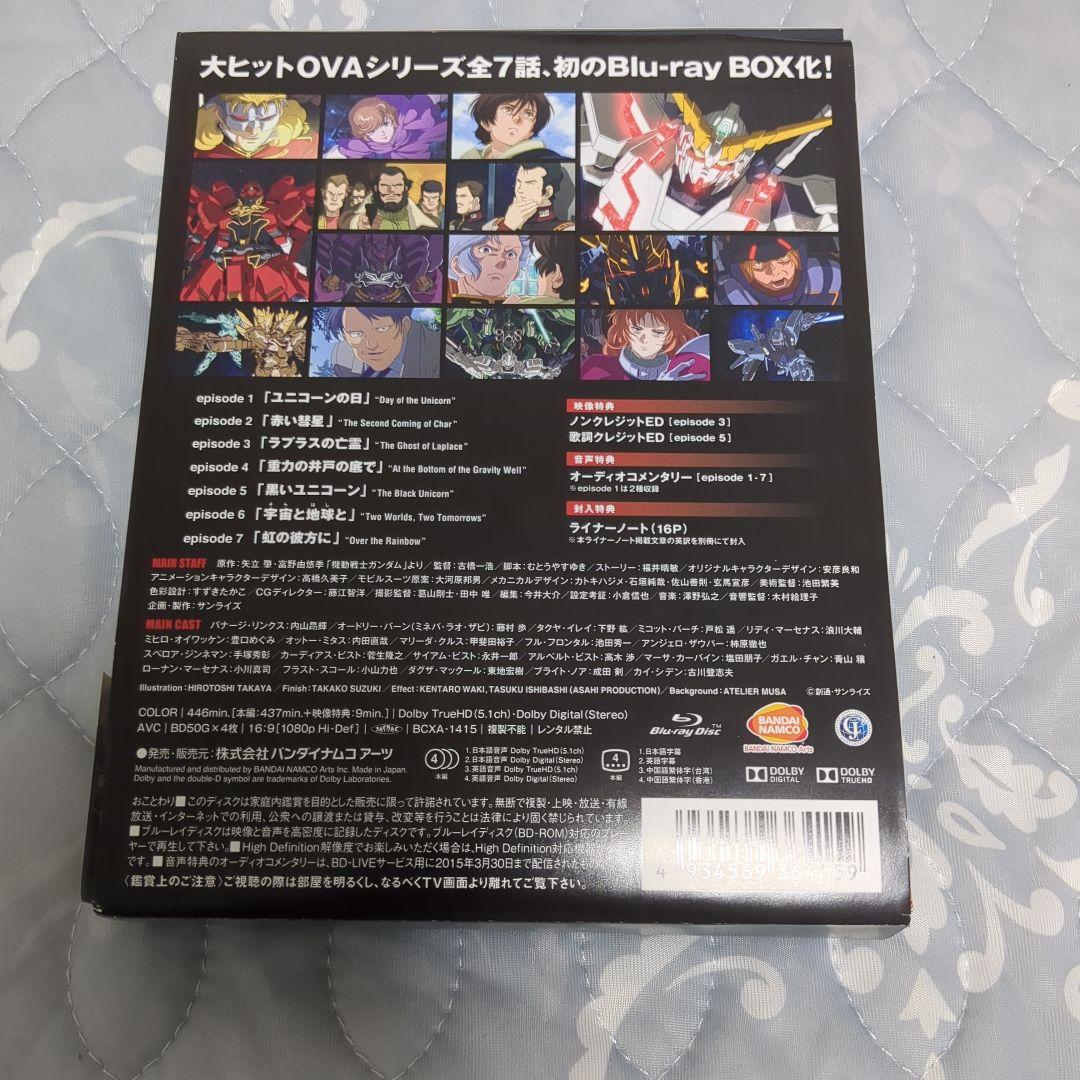 大ヒットOVAシリーズ全7話、初のBlu-ray BOX化!
episode 1「ユニコーンの日」"Day of the Unicorn"
episode 2「赤い彗星」"The Second Coming of Char"
episode 3「ラプラスの亡霊」"The Ghost of Laplace"
episode 4「重力の井戸の底で」"At the Bottom of the Gravity Well"
episode 5「黒いユニコーン」"The Black Unicorn"
episode 6「宇宙と地球と」"Two Worlds, Two Tomorrows"
episode 7「虹の彼方に」"Over the Rainbow"
映像特典
ノンクレジットED [episode 3]
歌詞クレジットED [episode 5]
音声特典
オーディオコメンタリー [episode 1-7]
※episode 1は2種収録
封入特典
ライナーノート(16P)
※本ライナーノート掲載文章の英訳を別冊にて封入
MAIN STAFF 原作:矢立 肇・富野由悠季「機動戦士ガンダム」より/監督:古橋一浩/脚本:むとうやすゆき/ストーリー:福井晴敏/オリジナルキャラクターデザイン:安彦良和
アニメーションキャラクターデザイン:高橋久美子/モビルスーツ原案:大河原邦男/メカニカルデザイン:カトキハジメ・石垣純哉・佐山善則・玄馬宣彦/美術監督:池田繁美
色彩設計:すずきたかこ/CGディレクター:藤江智洋/撮影監督:葛山剛士・田中 唯/編集:今井大介/設定考証:小倉信也/音楽:澤野弘之/音響監督:木村絵理子
企画・製作:サンライズ
MAIN CAST バナージ・リンクス:内山昂輝/オードリー・バーン(ミネバ・ラオ・ザビ):藤村 歩/タクヤ・イレイ:下野 紘/ミコット・バーチ:戸松 遥/リディ・マーセナス:浪川大輔
ミヒロ・オイワッケン:豊口めぐみ/オットー・ミタス:内田直哉/マリーダ・クルス:甲斐田裕子/フル・フロンタル:池田秀一/アンジェロ・ザウパー:柿原徹也
スベロア・ジンネマン:手塚秀彰/カーディアス・ビスト:菅生隆之/サイアム・ビスト:永井一郎/アルベルト・ビスト:高木 渉/マーサ・カーバイン:塩田朋子/ガエル・チャン:青山 穣
ローナン・マーセナス:小川真司/フラスト・スコール:小山力也/ダグザ・マックール:東地宏樹/ブライト・ノア:成田 剣/カイ・シデン:古川登志夫
Illustration:HIROTOSHI TAKAYA/Finish:TAKAKO SUZUKI/Effect:KENTARO WAKI, TASUKU ISHIBASHI (ASAHI PRODUCTION)/Background:ATELIER MUSA ©創通・サンライズ
COLOR|446min.[本編:437min.+映像特典:9min.]|Dolby TrueHD(5.1ch)・Dolby Digital(Stereo)
AVC|BD50G×4枚|16:9[1080p Hi-Def]|BCXA-1415|複製不能|レンタル禁止
Blu-ray Disc™
BANDAI NAMCO
BANDAI NAMCO Arts
●発売・販売元:株式会社 バンダイナムコアーツ
Manufactured and distributed by BANDAI NAMCO Arts Inc. Made in Japan.
Dolby and the double-D symbol are trademarks of Dolby Laboratories.
4 本編
1.日本語音声 Dolby TrueHD(5.1ch)
2.日本語音声 Dolby Digital(Stereo)
3.英語音声 Dolby TrueHD(5.1ch)
4.英語音声 Dolby Digital(Stereo)
4 本編
1.日本語字幕
2.英語字幕
3.中国語繁体字(台湾)
4.中国語繁体字(香港)
DOLBY DIGITAL
DOLBY TRUEHD
おことわり■このディスクは家庭内鑑賞を目的とした販売に限って許諾されています。無断で複製・上映・放送・有線
放送・インターネットでの利用、公衆への譲渡または貸与、改変等を行うことは法律により固く禁じられています。
■ブルーレイディスクは映像と音声を高密度に記録したディスクです。ブルーレイディスク(BD-ROM)対応のプレー
ヤーで再生して下さい。■High Definition解像度でお楽しみいただく場合は、High Definition対応機器が
です。■音声特典のオーディオコメンタリーは、BD-LIVEサービス用に2015年3月30日まで配信されたもの
〈鑑賞上のご注意〉ご視聴の際は部屋を明るくし、なるべくTV画面より離れてご覧下さい。